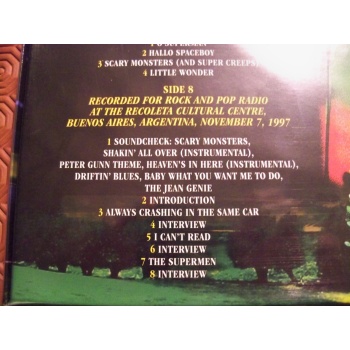 1 O SUPERMAN
2 HALLO SPACEBOY
3 SCARY MONSTERS (AND SUPER CREEPS)
4 LITTLE WONDER
SIDE 8
RECORDED FOR ROCK AND POP RADIO
AT THE RECOLETA CULTURAL CENTRE,
BUENOS AIRES, ARGENTINA, NOVEMBER 7, 1997
1 SOUNDCHECK: SCARY MONSTERS,
SHAKIN' ALL OVER (INSTRUMENTAL),
PETER GUNN THEME, HEAVEN'S IN HERE (INSTRUMENTAL),
DRIFTIN' BLUES, BABY WHAT YOU WANT ME TO DO,
THE JEAN GENIE
2 INTRODUCTION
3 ALWAYS CRASHING IN THE SAME CAR
4 INTERVIEW
5 I CAN'T READ
6 INTERVIEW
7 THE SUPERMEN
8 INTERVIEW